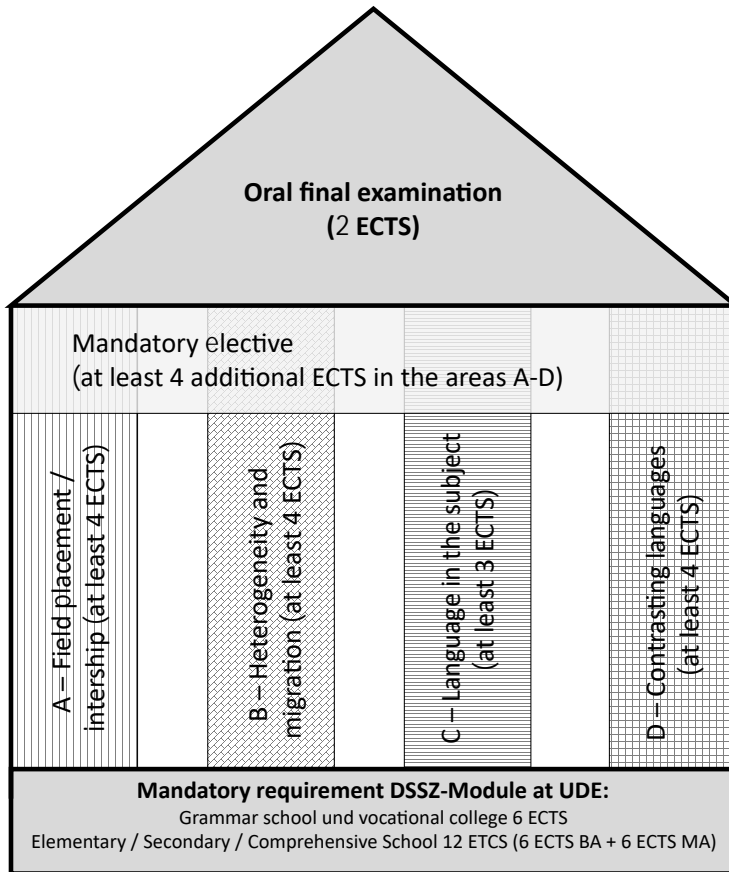 Oral final examination
(2 ECTS)
Mandatory elective
(at least 4 additional ECTS in the areas A-D)
A – Field placement /
intership (at least 4 ECTS)
B – Heterogeneity and
migration (at least 4 ECTS)
C – Language in the subject
(at least 3 ECTS)
D – Contrasting languages
(at least 4 ECTS)
Mandatory requirement DSSZ-Module at UDE:
Grammar school und vocational college 6 ECTS
Elementary / Secondary / Comprehensive School 12 ETCS (6 ECTS BA + 6 ECTS MA)